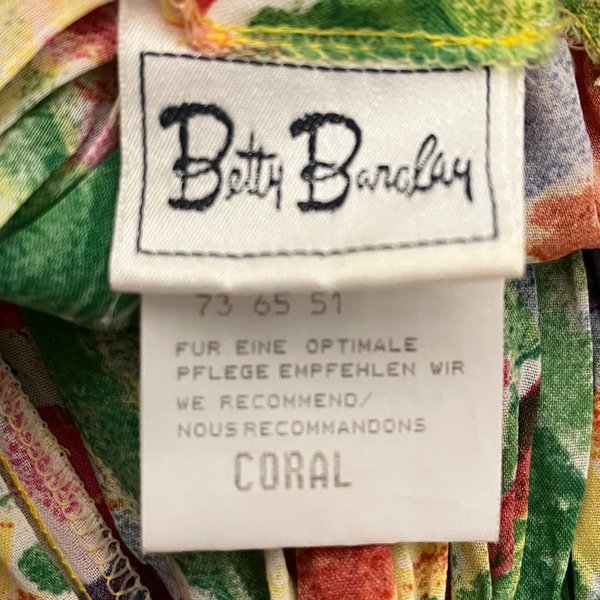 Betty Barclay
73 65 51
FUR EINE OPTIMALE
PFLEGE EMPFEHLEN WIR
WE RECOMMEND/
NOUS RECOMMANDONS
CORAL